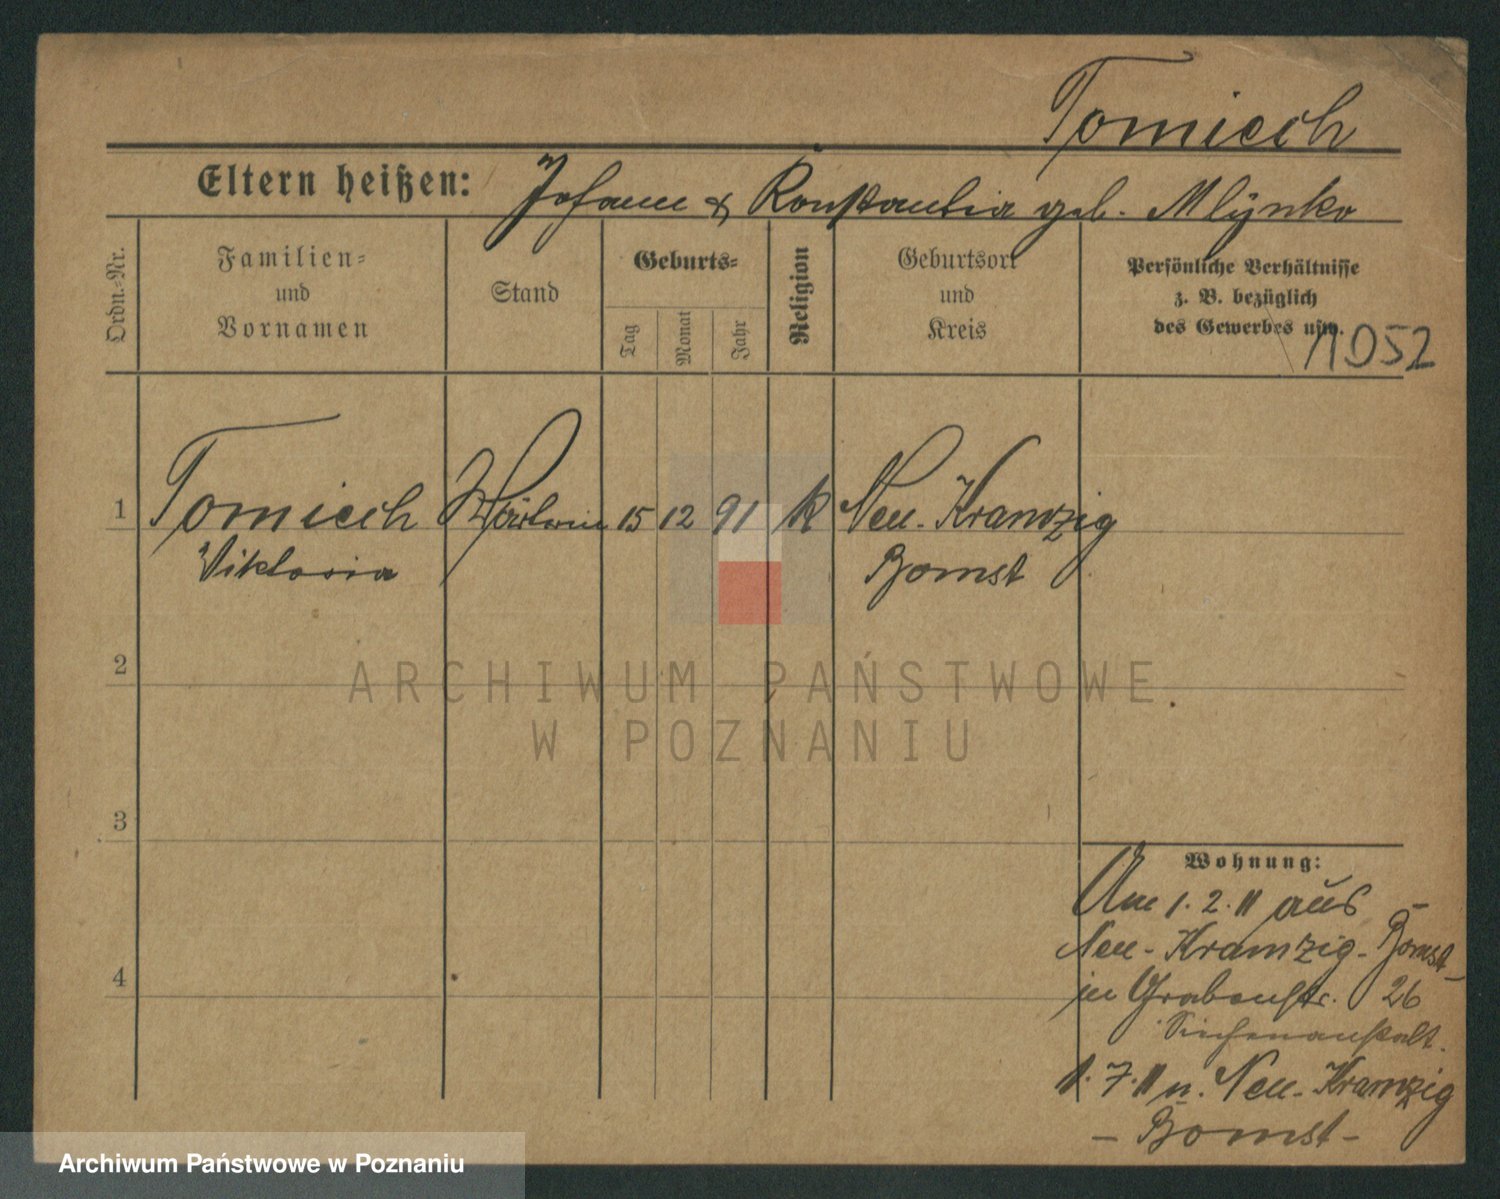 Tomiech
Eltern heißen: Johann & Konstantia geb. Mlynko
Ordn.-Nr.
Familien-
und
Vornamen
Stand
Geburts-
Tag
Monat
Jahr
Religion
Geburtsort
und
Kreis
Persönliche Verhältnisse
z. B. bezüglich
des Gewerbes usw.
11052
1 Tomiech Wärterin 15 12 91 k Neu-Kramzig
Viktoria Bomst
2
ARCHIWUM PAŃSTWOWE
W POZNANIU
3
Wohnung:
Am 1.2.11 aus
Neu-Kramzig-Bomst-
4
in Grabenstr. 26
Siechenanstalt.
1.7.11 n. Neu-Kramzig
- Bomst -
Archiwum Państwowe w Poznaniu